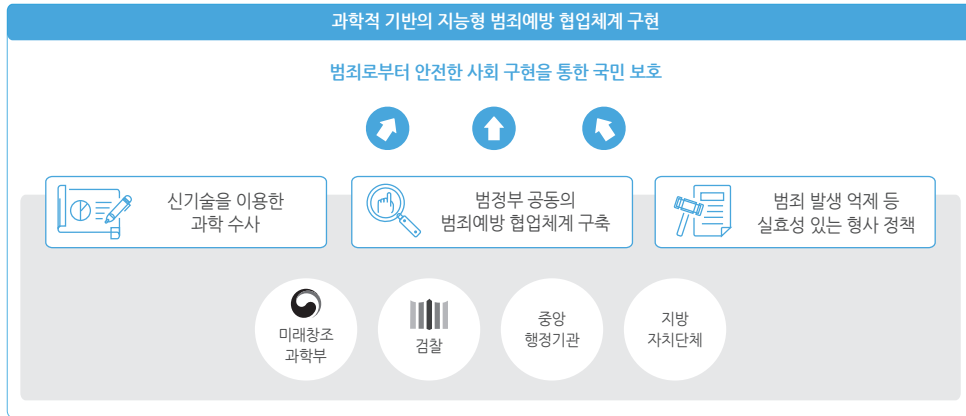 과학적 기반의 지능형 범죄예방 협업체계 구현
범죄로부터 안전한 사회 구현을 통한 국민 보호
신기술을 이용한
과학 수사
범정부 공동의
범죄예방 협업체계 구축
범죄 발생 억제 등
실효성 있는 형사 정책
미래창조
과학부
검찰
중앙
행정기관
지방
자치단체